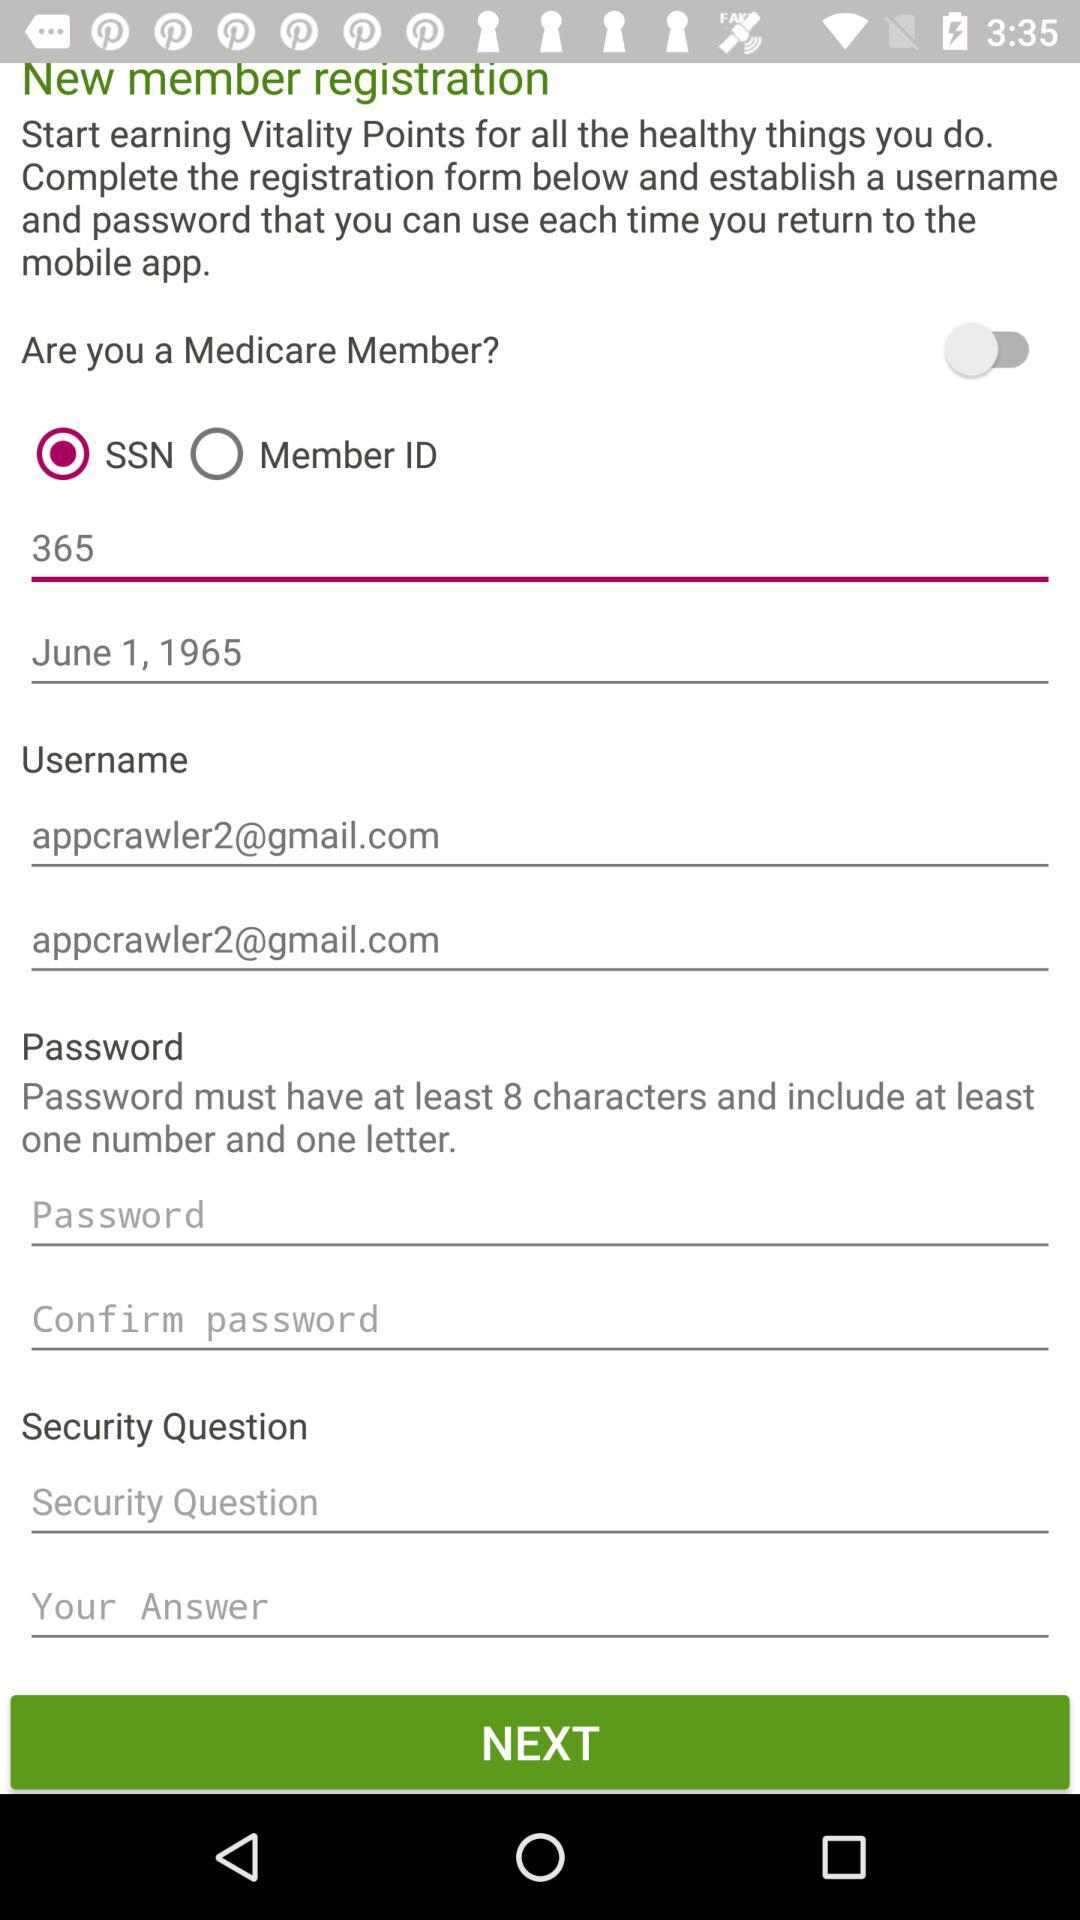 FAKE
3:35
New member registration
Start earning Vitality Points for all the healthy things you do.
Complete the registration form below and establish a username
and password that you can use each time you return to the
mobile app.
Are you a Medicare Member?
SSN Member ID
365
June 1, 1965
Username
appcrawler2@gmail.com
appcrawler2@gmail.com
Password
Password must have at least 8 characters and include at least
one number and one letter.
Password
Confirm password
Security Question
Security Question
Your Answer
NEXT